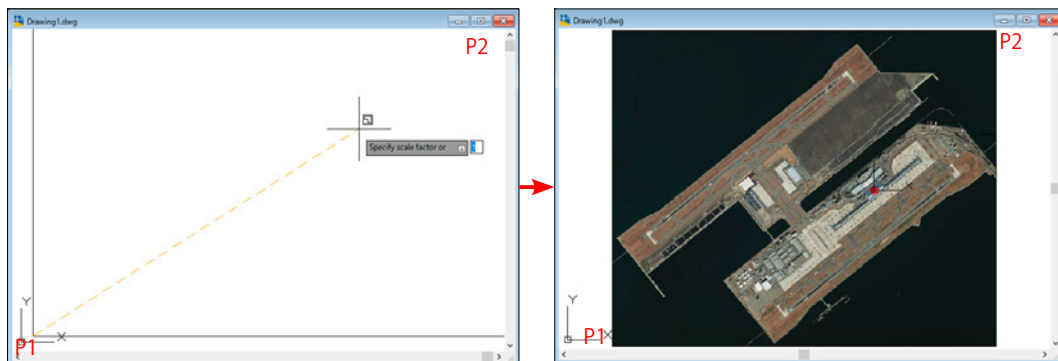 Drawing1.dwg
P2
Specify scale factor or
Y
X
P1
Drawing1.dwg
P2
Y
X
P1